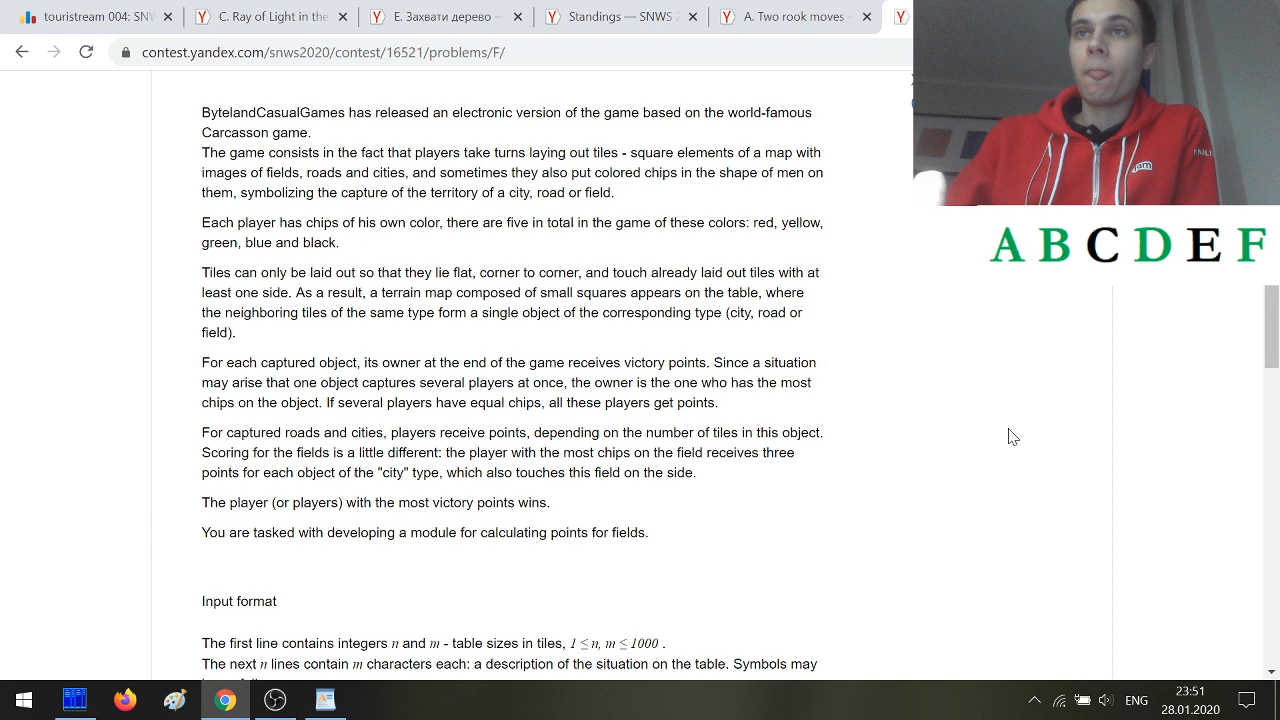 touristream 004: SNW
C. Ray of Light in the
Е. Захвати дерево —
Standings — SNWS 2
A. Two rook moves -
contest.yandex.com/snws2020/contest/16521/problems/F/
BytelandCasualGames has released an electronic version of the game based on the world-famous
Carcasson game.
The game consists in the fact that players take turns laying out tiles - square elements of a map with
images of fields, roads and cities, and sometimes they also put colored chips in the shape of men on
them, symbolizing the capture of the territory of a city, road or field.
Each player has chips of his own color, there are five in total in the game of these colors: red, yellow,
green, blue and black.
Tiles can only be laid out so that they lie flat, corner to corner, and touch already laid out tiles with at
least one side. As a result, a terrain map composed of small squares appears on the table, where
the neighboring tiles of the same type form a single object of the corresponding type (city, road or
field).
For each captured object, its owner at the end of the game receives victory points. Since a situation
may arise that one object captures several players at once, the owner is the one who has the most
chips on the object. If several players have equal chips, all these players get points.
For captured roads and cities, players receive points, depending on the number of tiles in this object.
Scoring for the fields is a little different: the player with the most chips on the field receives three
points for each object of the "city" type, which also touches this field on the side.
The player (or players) with the most victory points wins.
You are tasked with developing a module for calculating points for fields.
Input format
The first line contains integers n and m - table sizes in tiles, 1 ≤ n, m ≤ 1000 .
The next n lines contain m characters each: a description of the situation on the table. Symbols may
jam
A B C D E F
ENG
23:51
28.01.2020